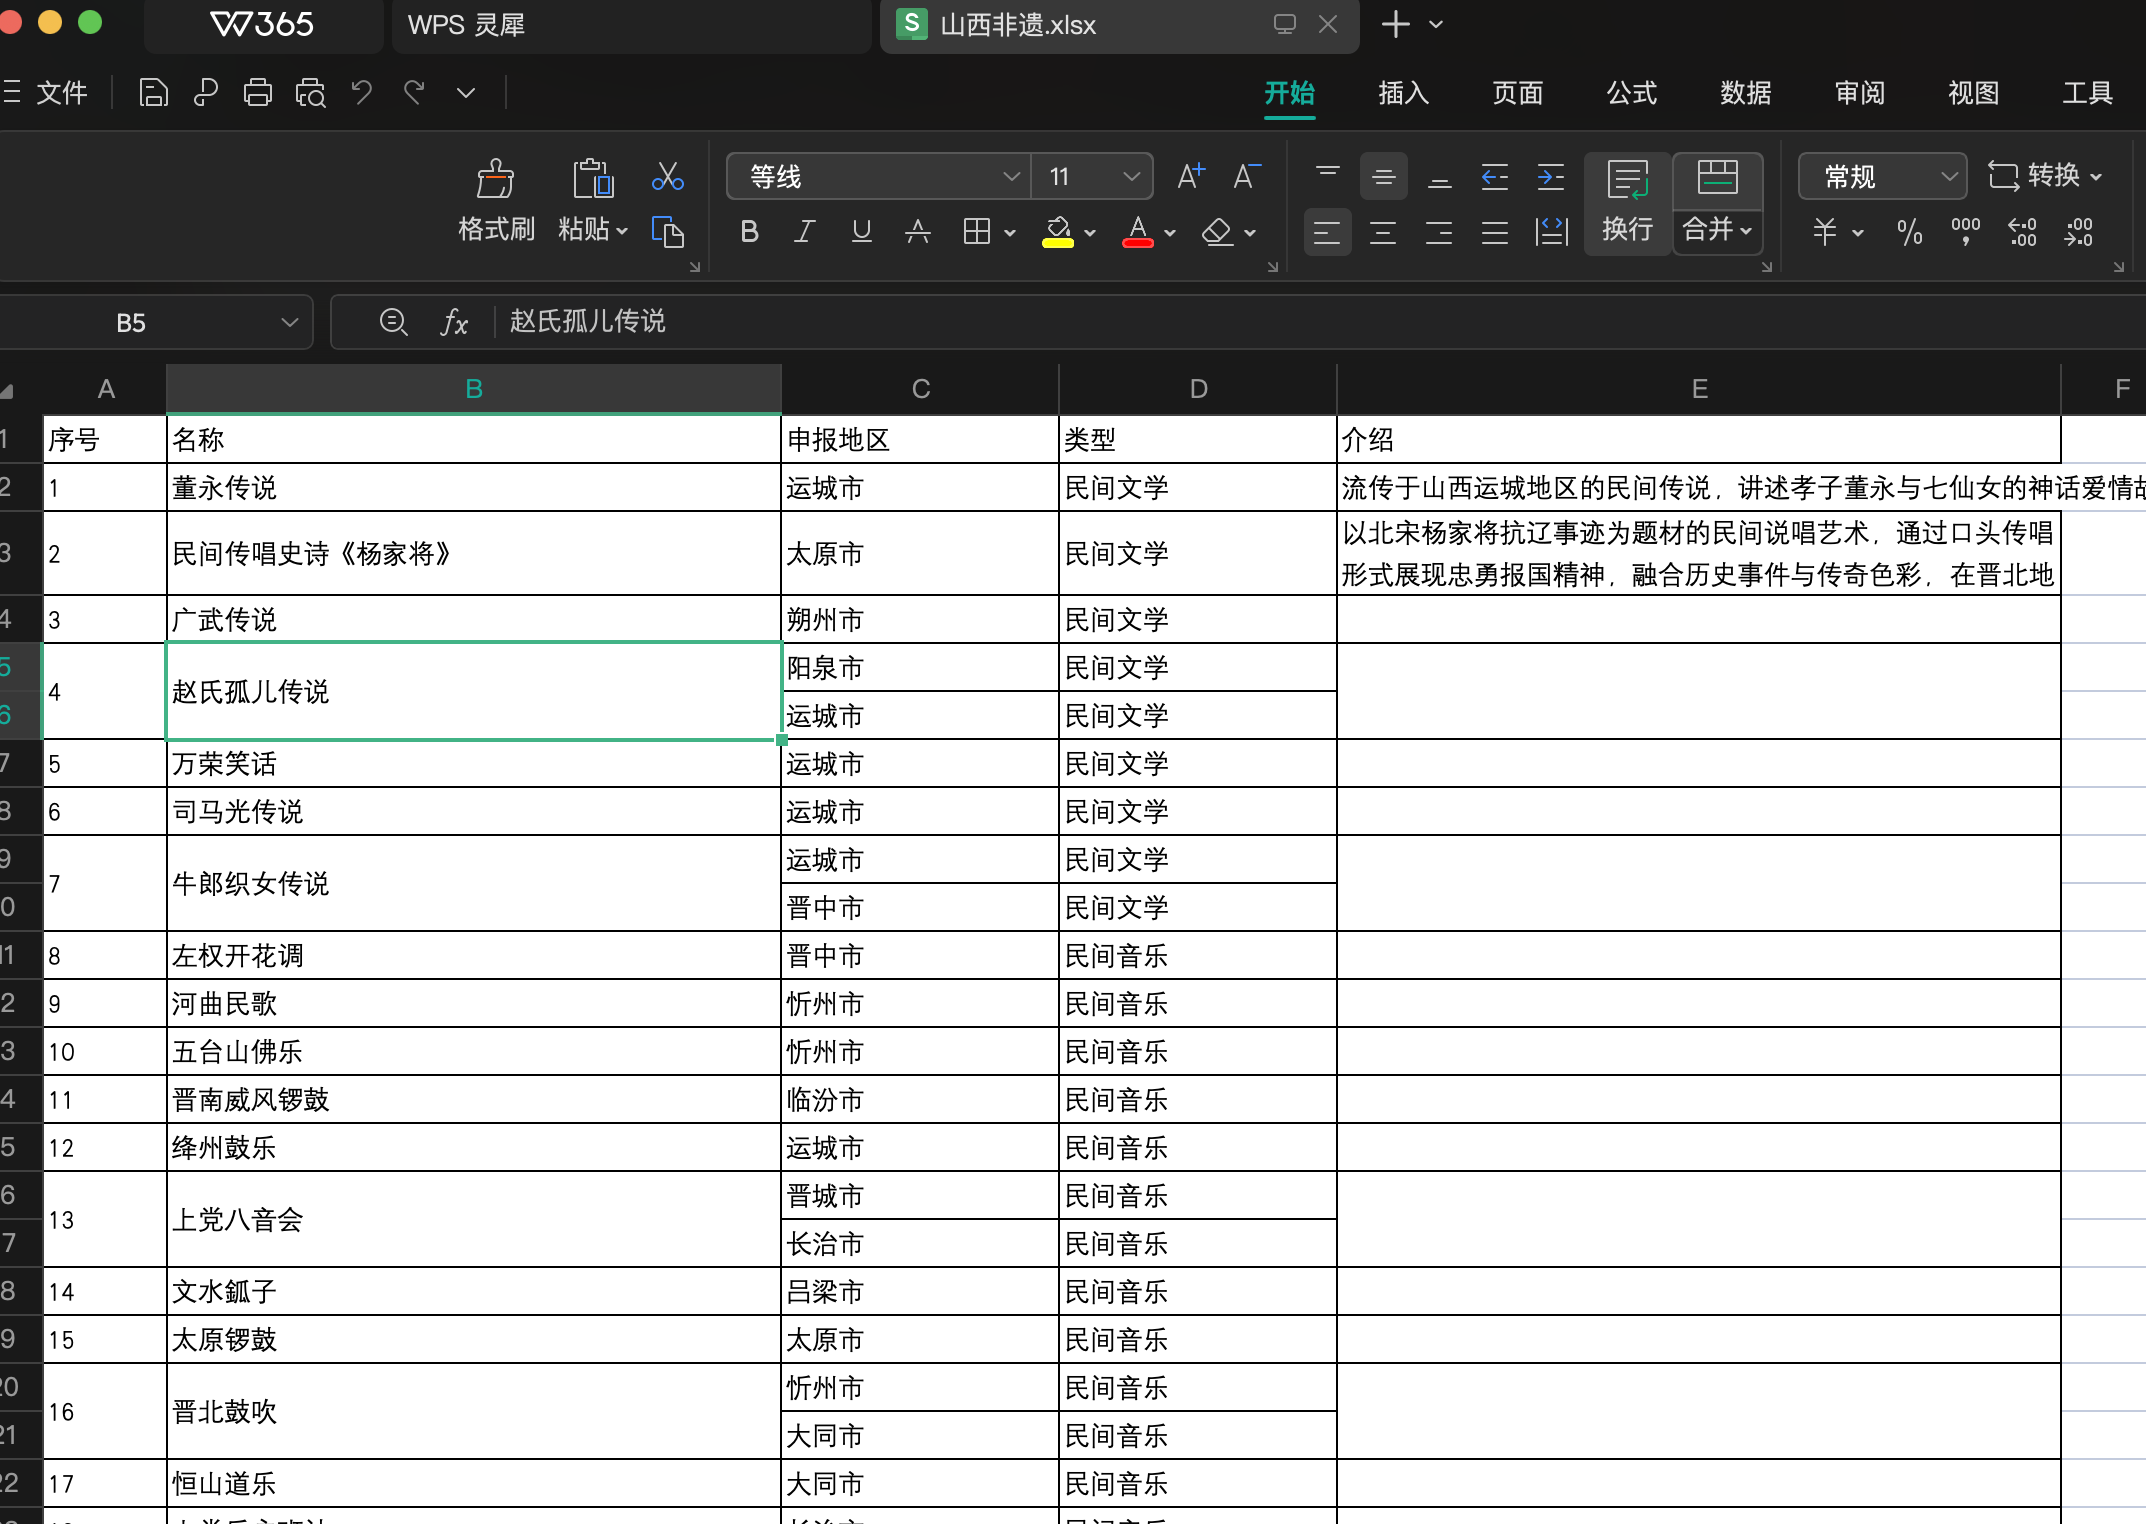 W365 WPS 灵犀 S 山西非遗.xlsx
文件 开始 插入 页面 公式 数据 审阅 视图 工具
等线 11 A+ A- 常规 转换
格式刷 粘贴 B I U A A 换行 合并 ¥ % 000 .00 .00
B5 fx 赵氏孤儿传说
A B C D E F
1 序号 名称 申报地区 类型 介绍
2 1 董永传说 运城市 民间文学 流传于山西运城地区的民间传说，讲述孝子董永与七仙女的神话爱情故
3 2 民间传唱史诗《杨家将》 太原市 民间文学 以北宋杨家将抗辽事迹为题材的民间说唱艺术，通过口头传唱
形式展现忠勇报国精神，融合历史事件与传奇色彩，在晋北地
4 3 广武传说 朔州市 民间文学
5 4 赵氏孤儿传说 阳泉市 民间文学
6 运城市 民间文学
7 5 万荣笑话 运城市 民间文学
8 6 司马光传说 运城市 民间文学
9 7 牛郎织女传说 运城市 民间文学
0 晋中市 民间文学
11 8 左权开花调 晋中市 民间音乐
2 9 河曲民歌 忻州市 民间音乐
3 10 五台山佛乐 忻州市 民间音乐
4 11 晋南威风锣鼓 临汾市 民间音乐
5 12 绛州鼓乐 运城市 民间音乐
6 13 上党八音会 晋城市 民间音乐
7 长治市 民间音乐
8 14 文水鈲子 吕梁市 民间音乐
9 15 太原锣鼓 太原市 民间音乐
20 16 晋北鼓吹 忻州市 民间音乐
21 大同市 民间音乐
22 17 恒山道乐 大同市 民间音乐